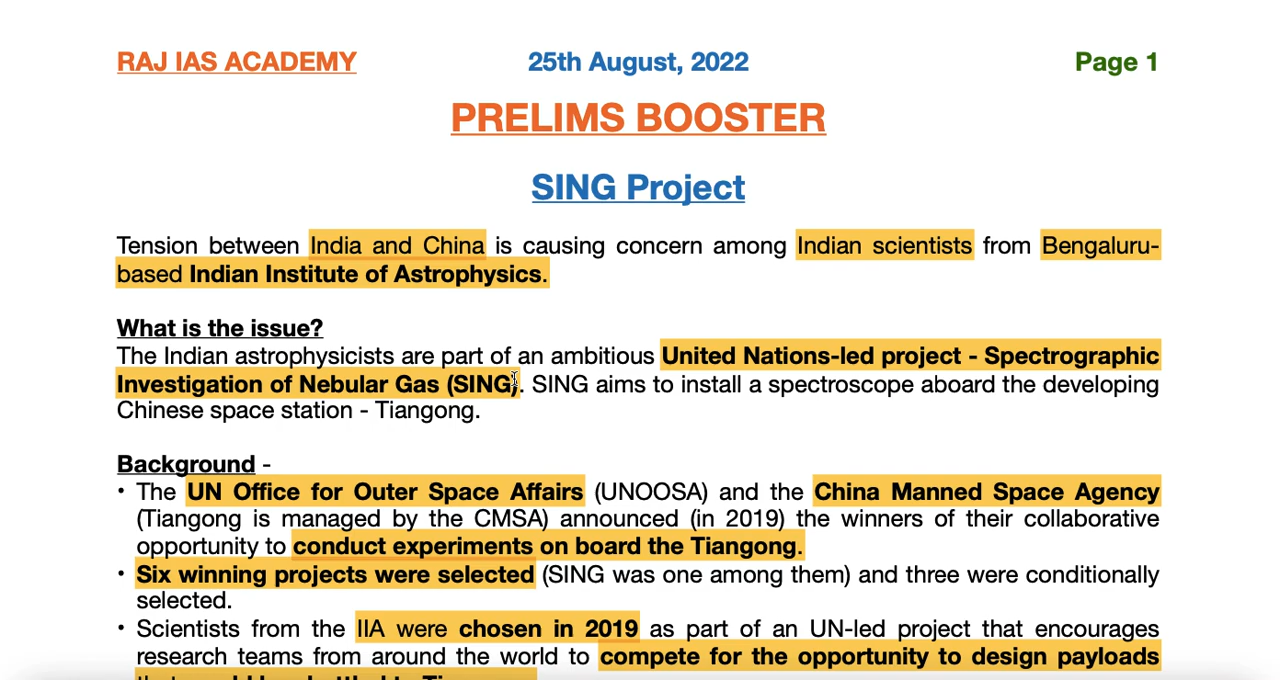 RAJ IAS ACADEMY 25th August, 2022 Page 1
PRELIMS BOOSTER
SING Project
Tension between India and China is causing concern among Indian scientists from Bengaluru-
based Indian Institute of Astrophysics.
What is the issue?
The Indian astrophysicists are part of an ambitious United Nations-led project - Spectrographic
Investigation of Nebular Gas (SING). SING aims to install a spectroscope aboard the developing
Chinese space station - Tiangong.
Background -
• The UN Office for Outer Space Affairs (UNOOSA) and the China Manned Space Agency
(Tiangong is managed by the CMSA) announced (in 2019) the winners of their collaborative
opportunity to conduct experiments on board the Tiangong.
• Six winning projects were selected (SING was one among them) and three were conditionally
selected.
• Scientists from the IIA were chosen in 2019 as part of an UN-led project that encourages
research teams from around the world to compete for the opportunity to design payloads